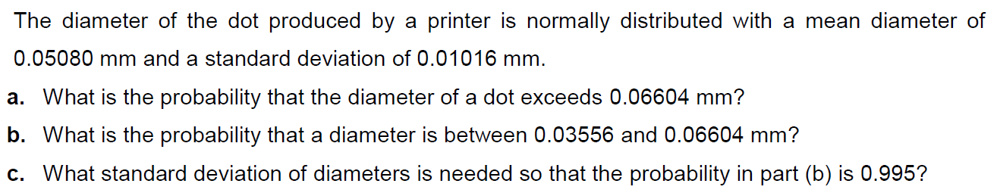 The diameter of the dot produced by a printer is normally distributed with a mean diameter of
0.05080 mm and a standard deviation of 0.01016 mm.
a. What is the probability that the diameter of a dot exceeds 0.06604 mm?
b. What is the probability that a diameter is between 0.03556 and 0.06604 mm?
c. What standard deviation of diameters is needed so that the probability in part (b) is 0.995?